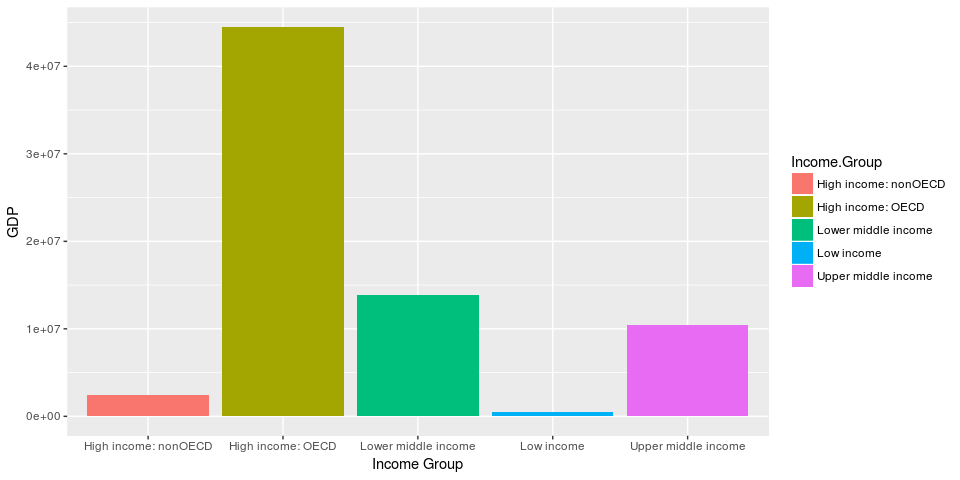 GDP
4e+07
3e+07
2e+07
1e+07
0e+00
High income: nonOECD
High income: OECD
Lower middle income
Low income
Upper middle income
Income Group
Income.Group
High income: nonOECD
High income: OECD
Lower middle income
Low income
Upper middle income